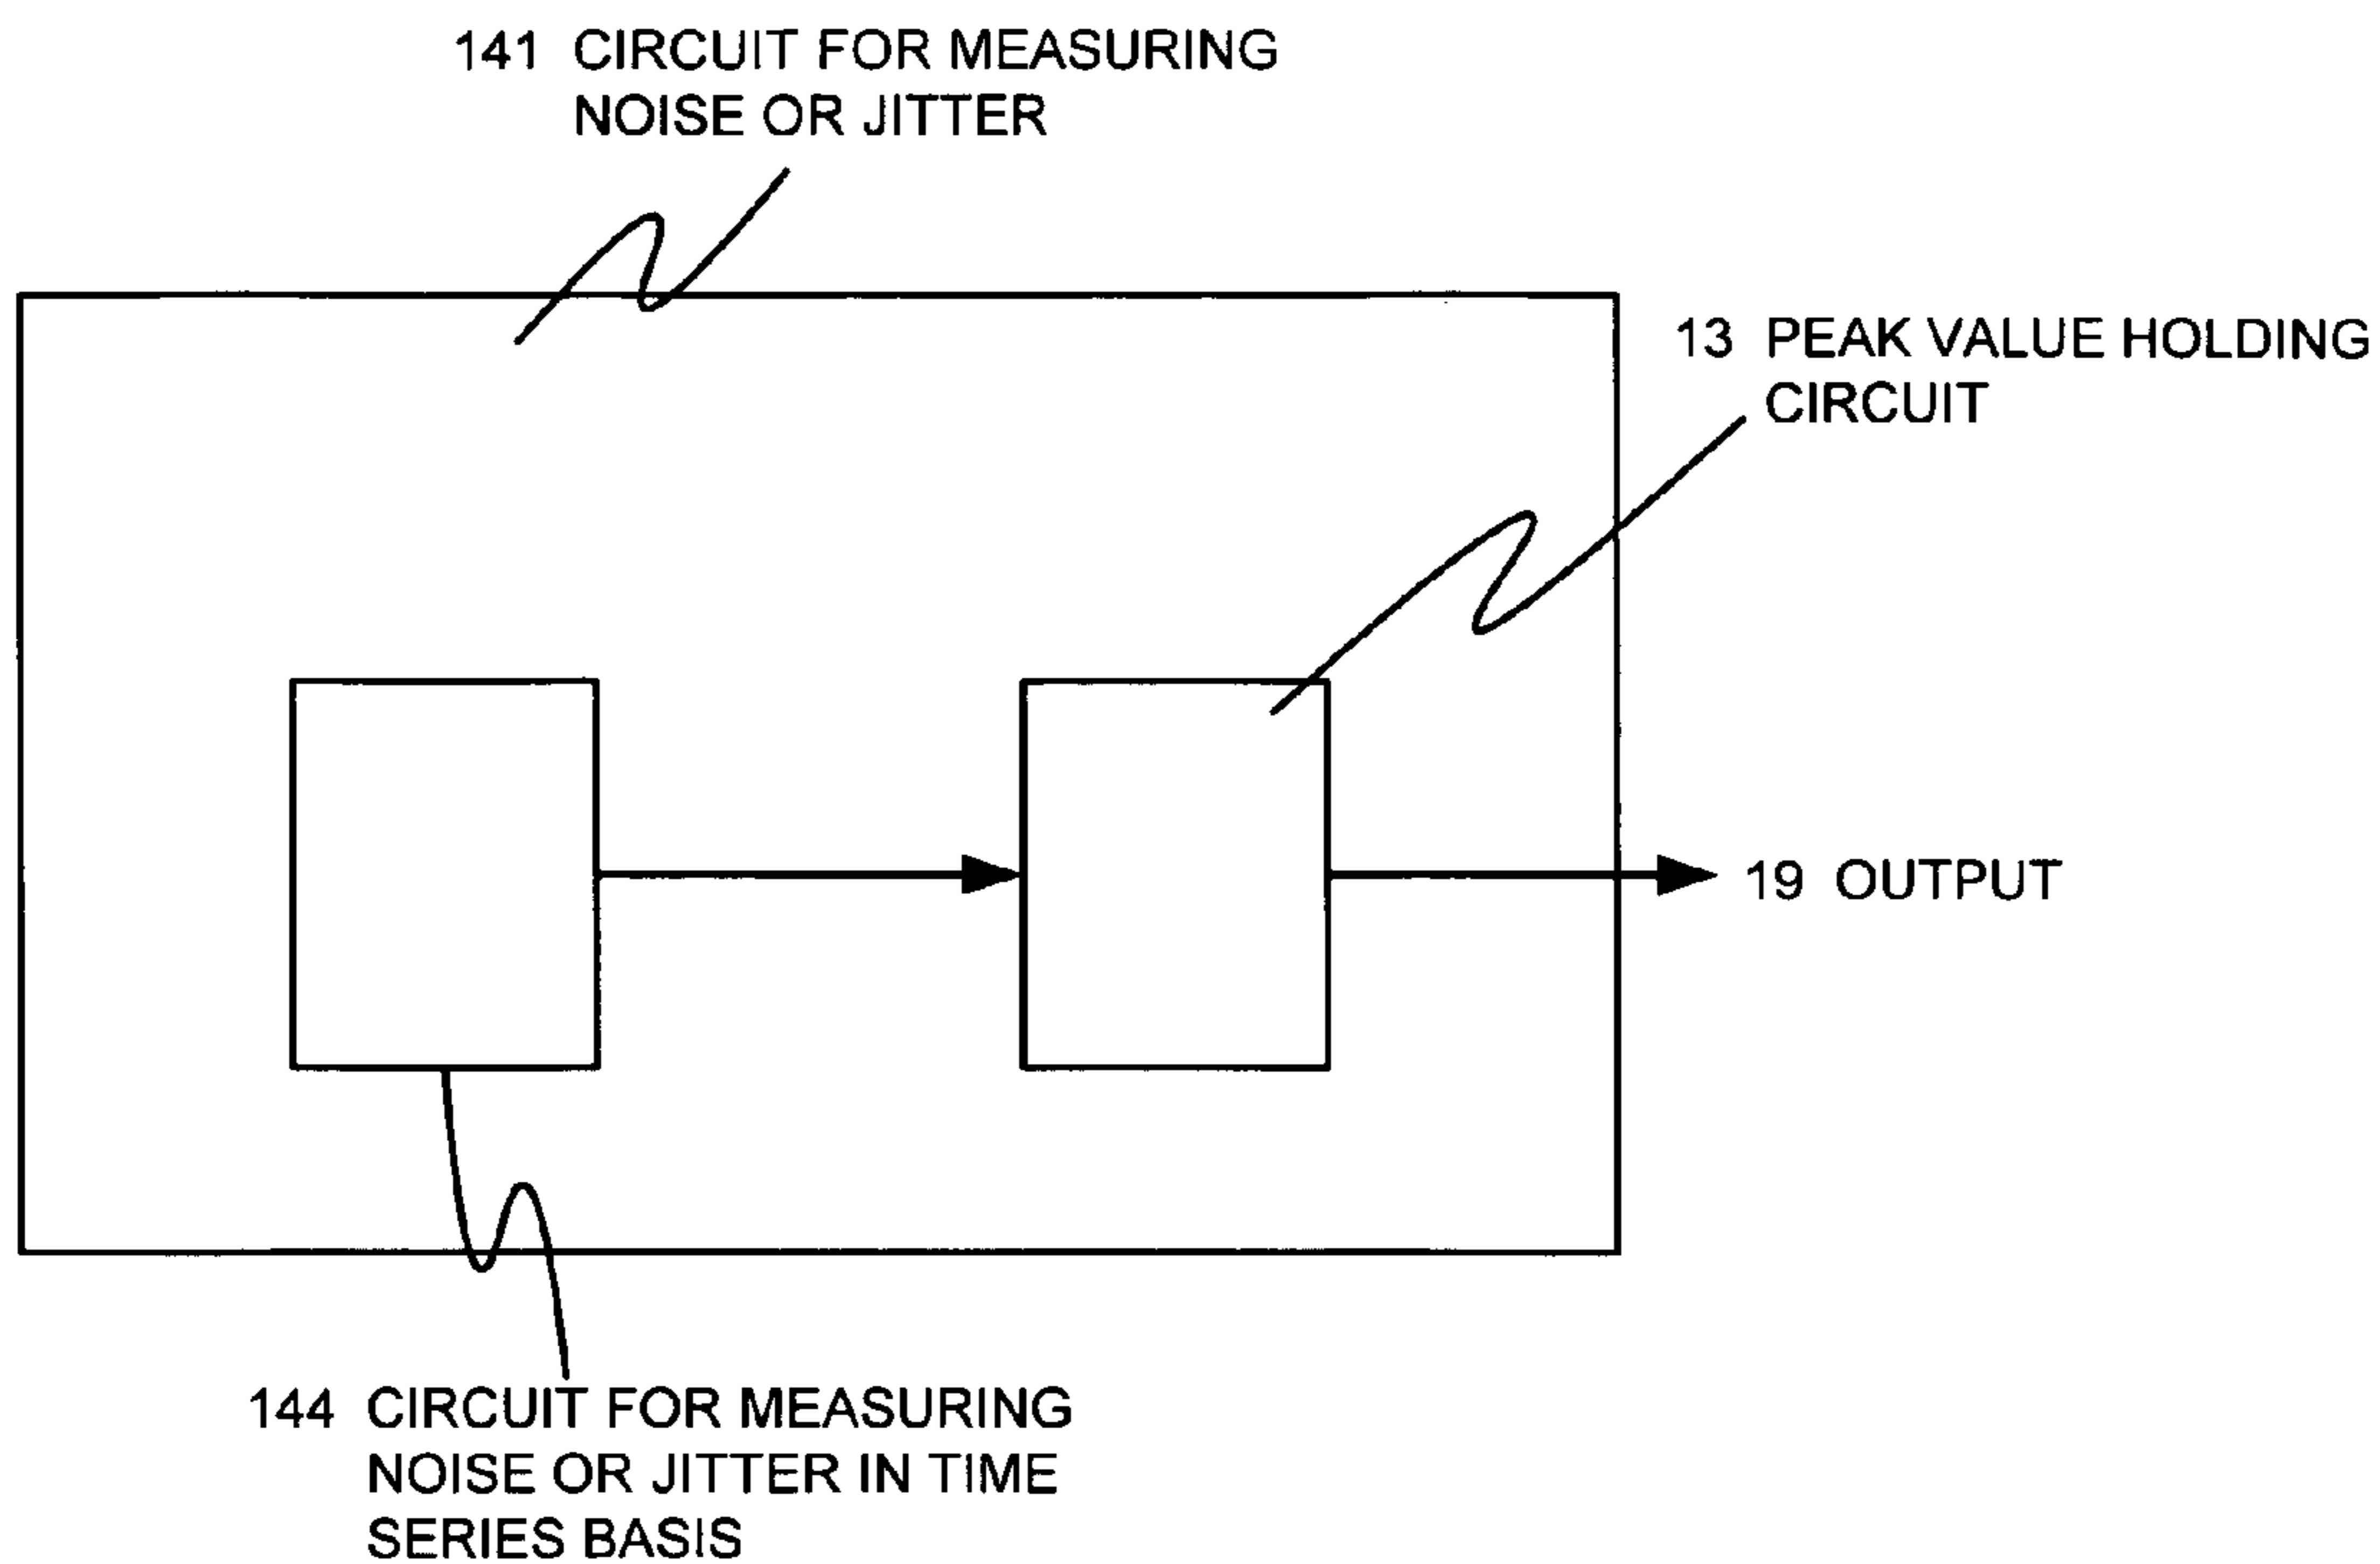 141 CIRCUIT FOR MEASURING
NOISE OR JITTER
13 PEAK VALUE HOLDING
CIRCUIT
19 OUTPUT
144 CIRCUIT FOR MEASURING
NOISE OR JITTER IN TIME
SERIES BASIS